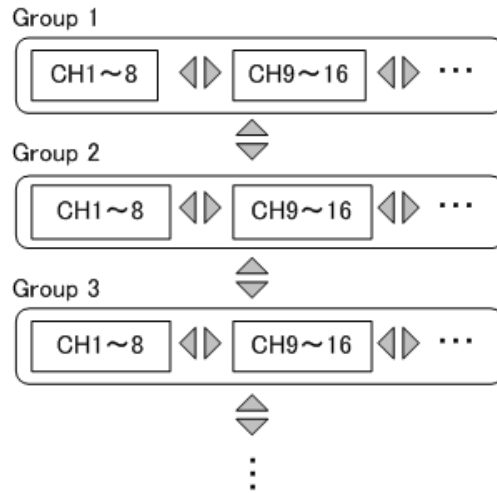 Group 1
CH1～8 CH9～16 ･･･
Group 2
CH1～8 CH9～16 ･･･
Group 3
CH1～8 CH9～16 ･･･